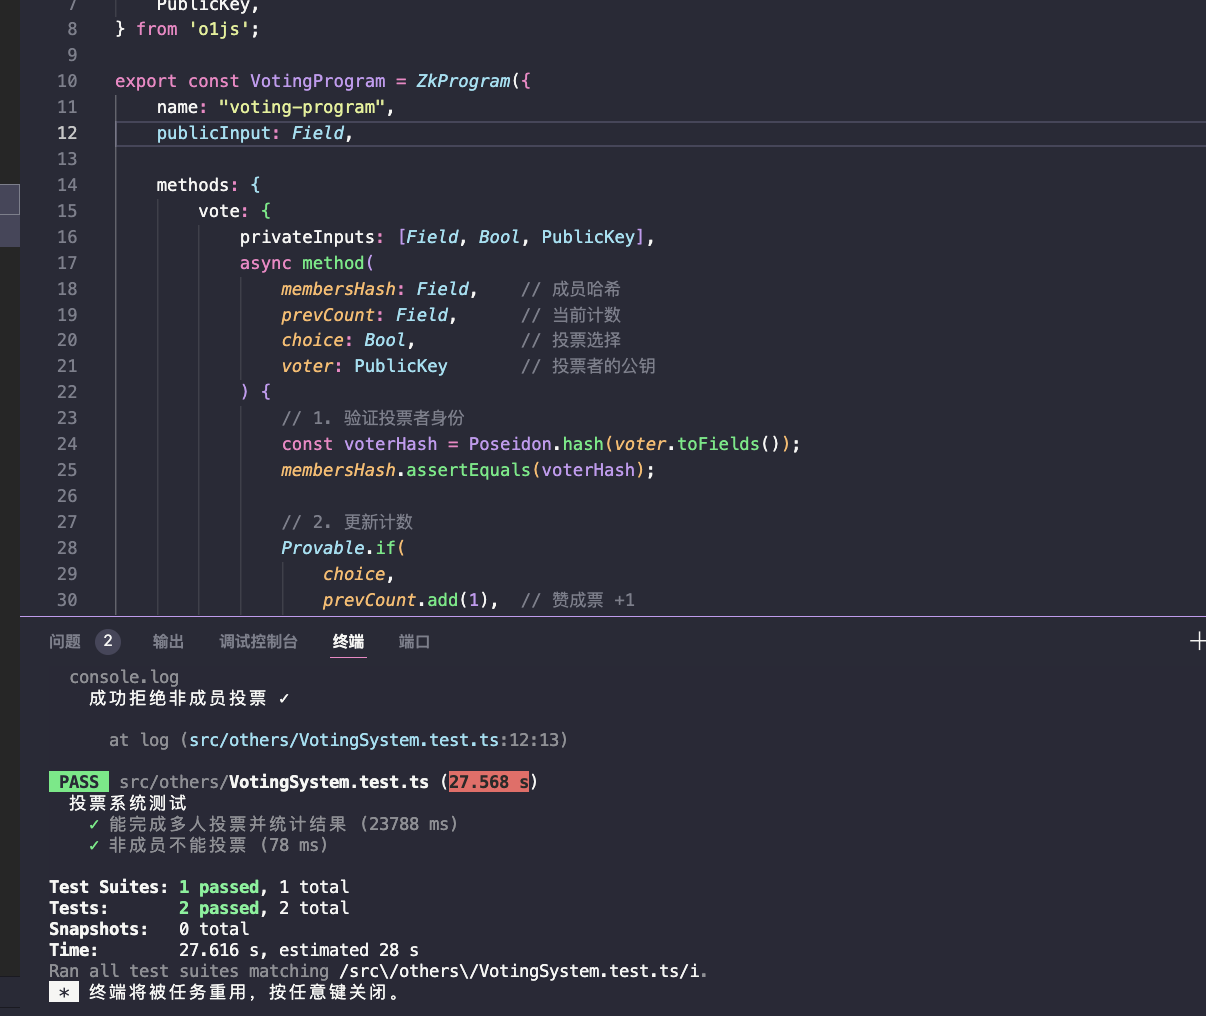 7 PublicKey,
8 } from 'o1js';
9
10 export const VotingProgram = ZkProgram({
11 name: "voting-program",
12 publicInput: Field,
13
14 methods: {
15 vote: {
16 privateInputs: [Field, Bool, PublicKey],
17 async method(
18 membersHash: Field, // 成员哈希
19 prevCount: Field, // 当前计数
20 choice: Bool, // 投票选择
21 voter: PublicKey // 投票者的公钥
22 ) {
23 // 1. 验证投票者身份
24 const voterHash = Poseidon.hash(voter.toFields());
25 membersHash.assertEquals(voterHash);
26
27 // 2. 更新计数
28 Provable.if(
29 choice,
30 prevCount.add(1), // 赞成票 +1
问题 2 输出 调试控制台 终端 端口
console.log
成功拒绝非成员投票 ✓
at log (src/others/VotingSystem.test.ts:12:13)
PASS src/others/VotingSystem.test.ts (27.568 s)
投票系统测试
✓ 能完成多人投票并统计结果 (23788 ms)
✓ 非成员不能投票 (78 ms)
Test Suites: 1 passed, 1 total
Tests: 2 passed, 2 total
Snapshots: 0 total
Time: 27.616 s, estimated 28 s
Ran all test suites matching /src\/others\/VotingSystem.test.ts/i.
* 终端将被任务重用，按任意键关闭。